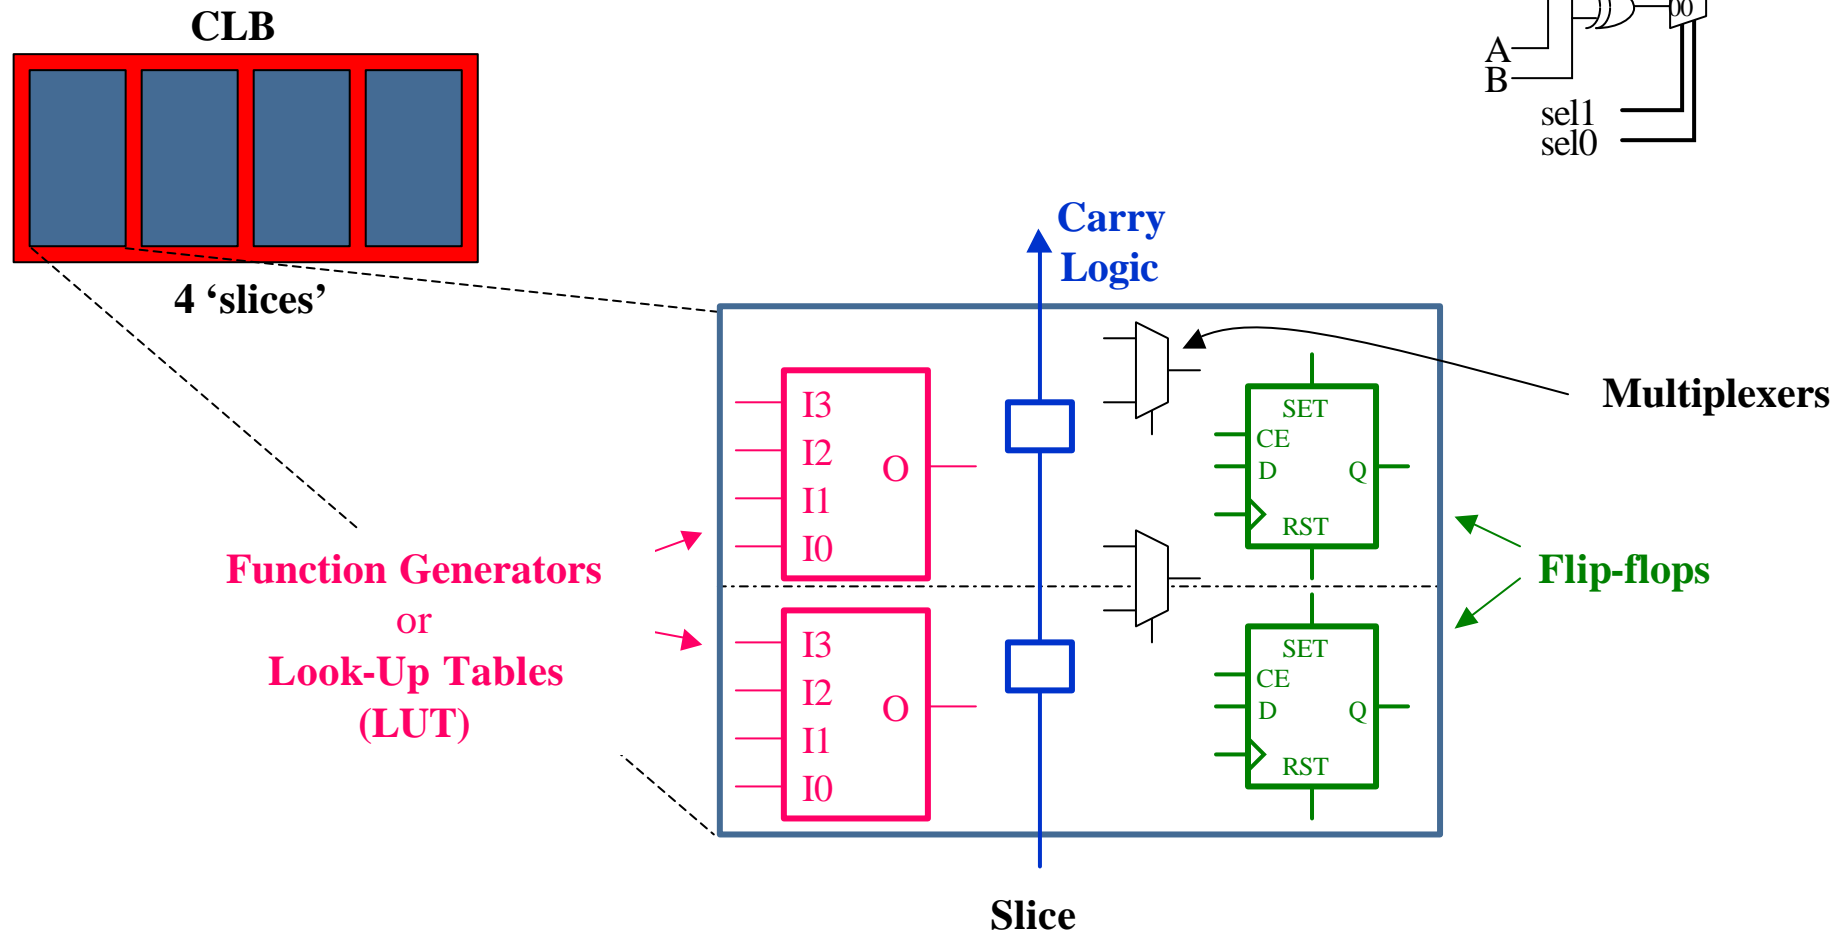 CLB
4 ‘slices’
00
A
B
sel1
sel0
Carry
Logic
Multiplexers
I3
I2
I1
I0
O
SET
CE
D
Q
RST
Function Generators
or
Look-Up Tables
(LUT)
Flip-flops
I3
I2
I1
I0
O
SET
CE
D
Q
RST
Slice